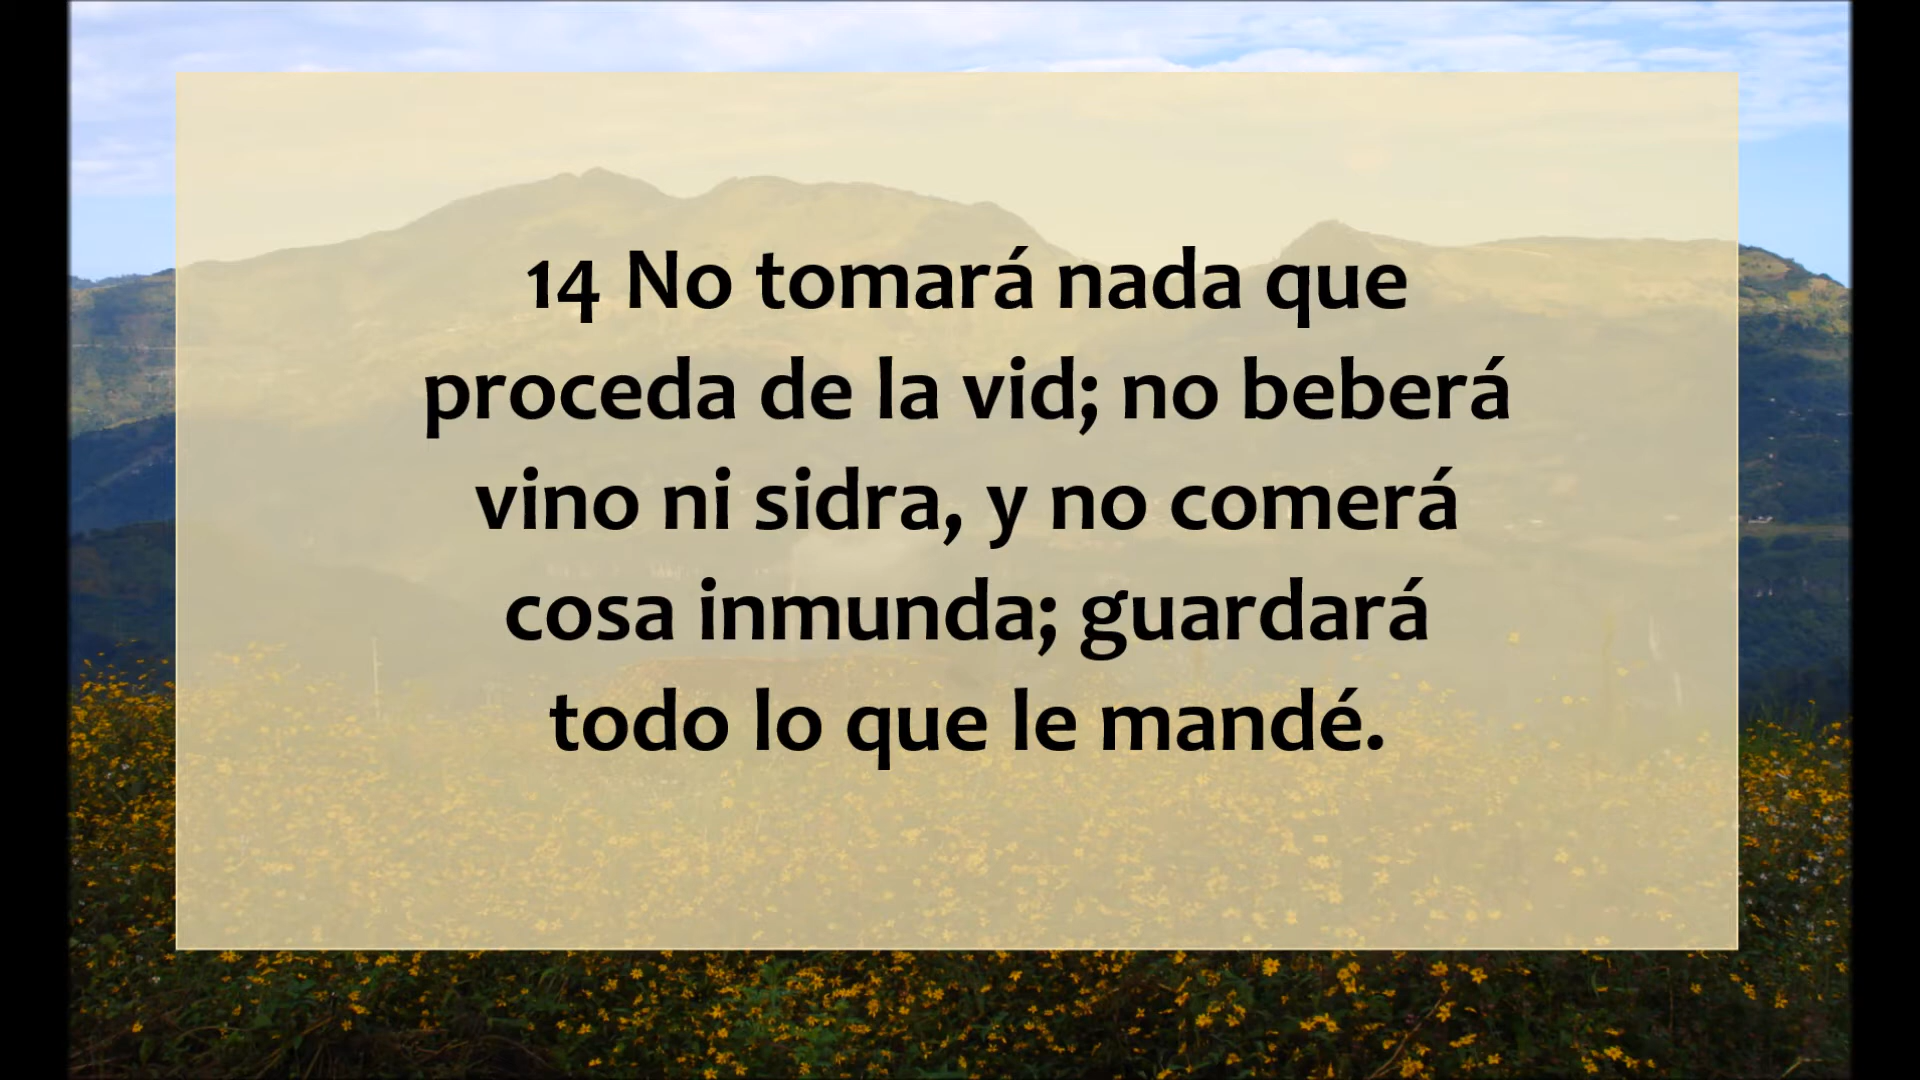 14 No tomará nada que
proceda de la vid; no beberá
vino ni sidra, y no comerá
cosa inmunda; guardará
todo lo que le mandé.